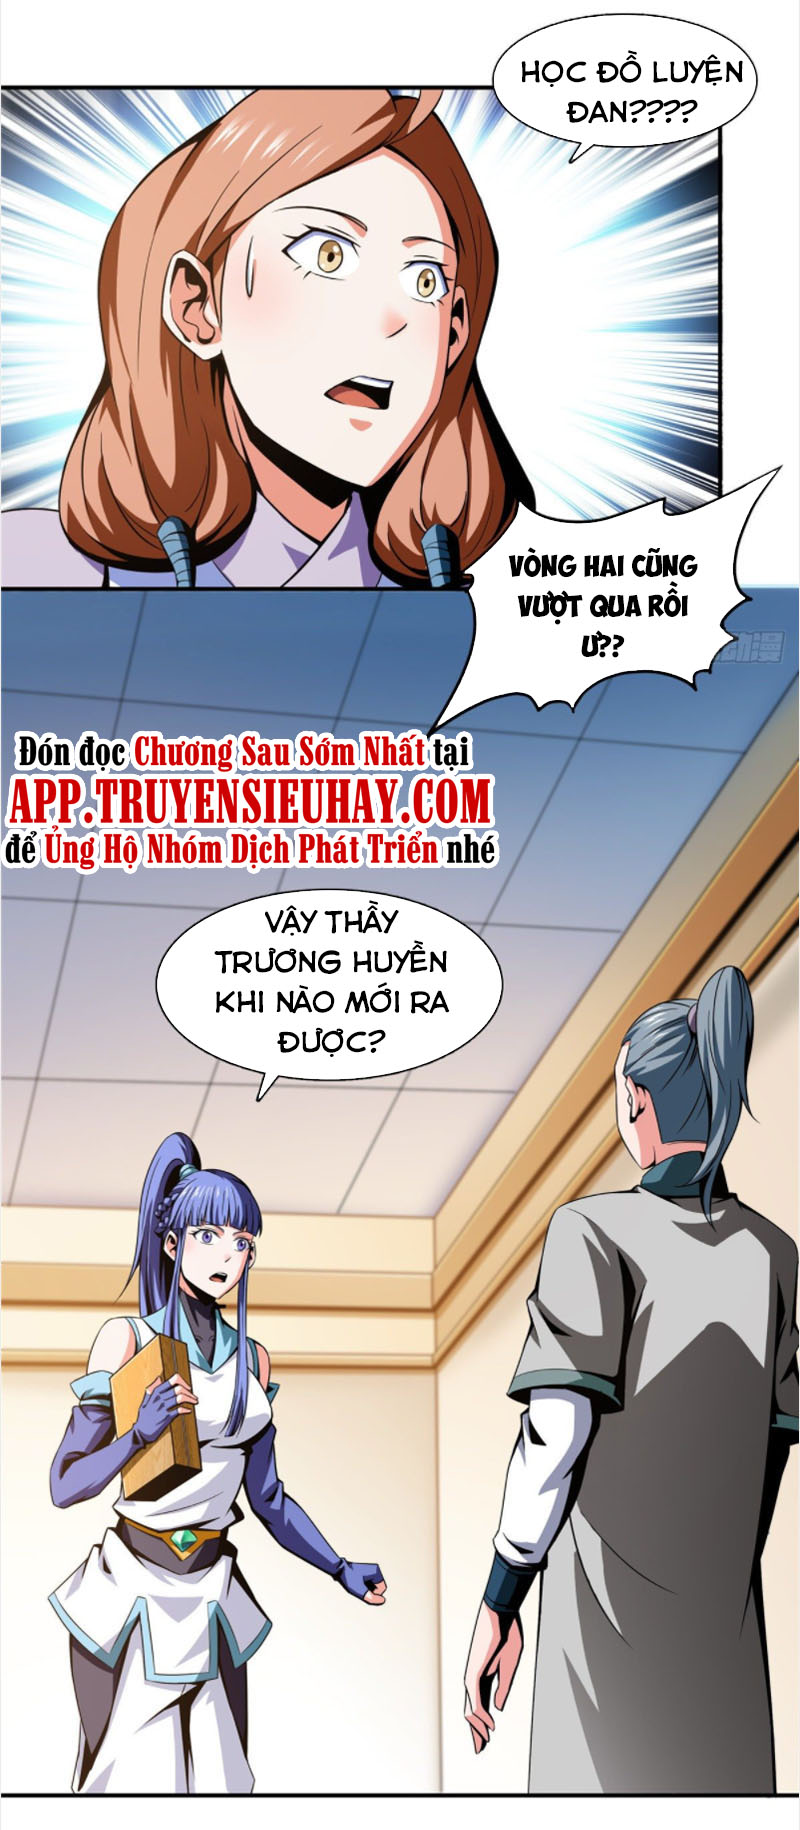 HỌC ĐỒ LUYỆN
ĐAN????
VÒNG HAI CŨNG
VƯỢT QUA RỒI
Ư??
Đón đọc Chương Sau Sớm Nhất tại
APP.TRUYENSIEUHAY.COM
để Ủng Hộ Nhóm Dịch Phát Triển nhé
VẬY THẦY
TRƯƠNG HUYỀN
KHI NÀO MỚI RA
ĐƯỢC?